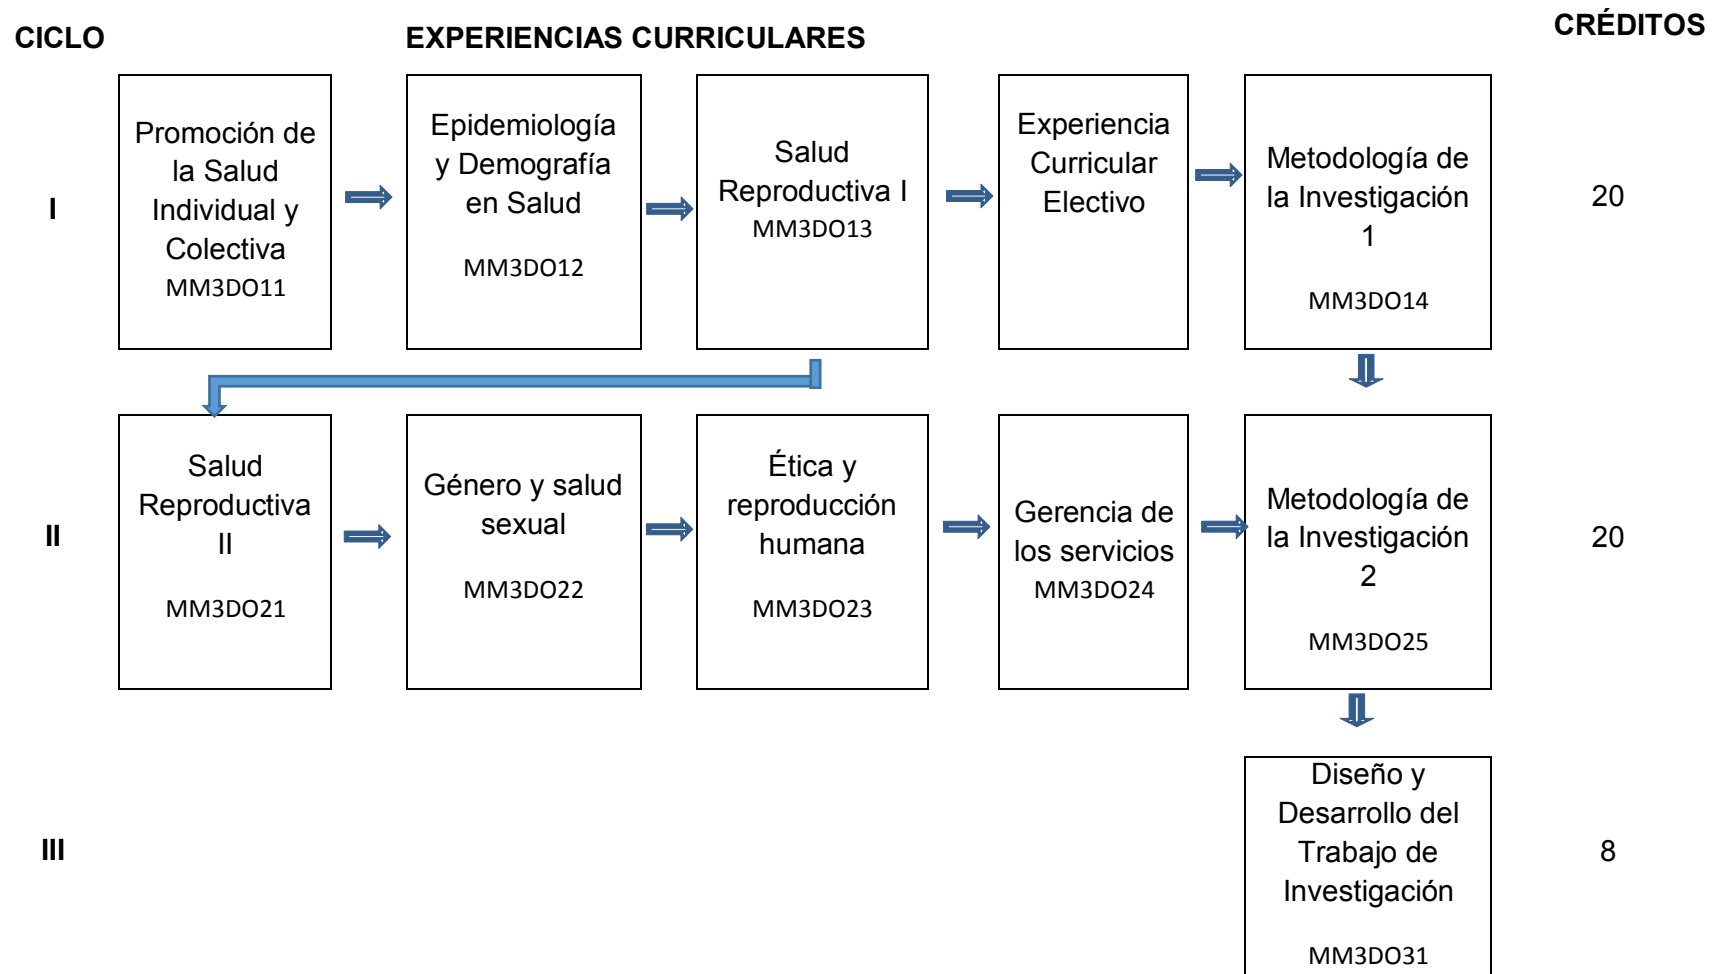 CICLO
EXPERIENCIAS CURRICULARES
CRÉDITOS
I
Promoción de
la Salud
Individual y
Colectiva
MM3DO11
Epidemiología
y Demografía
en Salud
MM3DO12
Salud
Reproductiva I
MM3DO13
Experiencia
Curricular
Electivo
Metodología de
la Investigación
1
MM3DO14
20
II
Salud
Reproductiva
II
MM3DO21
Género y salud
sexual
MM3DO22
Ética y
reproducción
humana
MM3DO23
Gerencia de
los servicios
MM3DO24
Metodología de
la Investigación
2
MM3DO25
20
III
Diseño y
Desarrollo del
Trabajo de
Investigación
MM3DO31
8